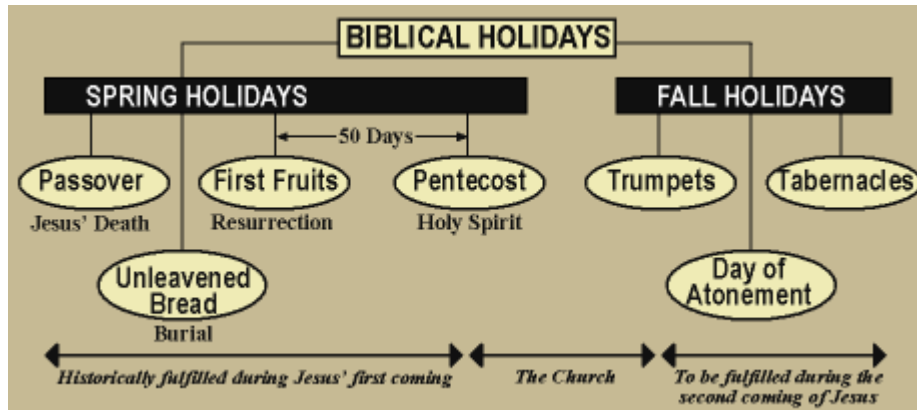 BIBLICAL HOLIDAYS
SPRING HOLIDAYS
FALL HOLIDAYS
50 Days
Passover
First Fruits
Pentecost
Trumpets
Tabernacles
Jesus' Death
Resurrection
Holy Spirit
Unleavened
Bread
Burial
Day of
Atonement
Historically fulfilled during Jesus' first coming
The Church
To be fulfilled during the
second coming of Jesus